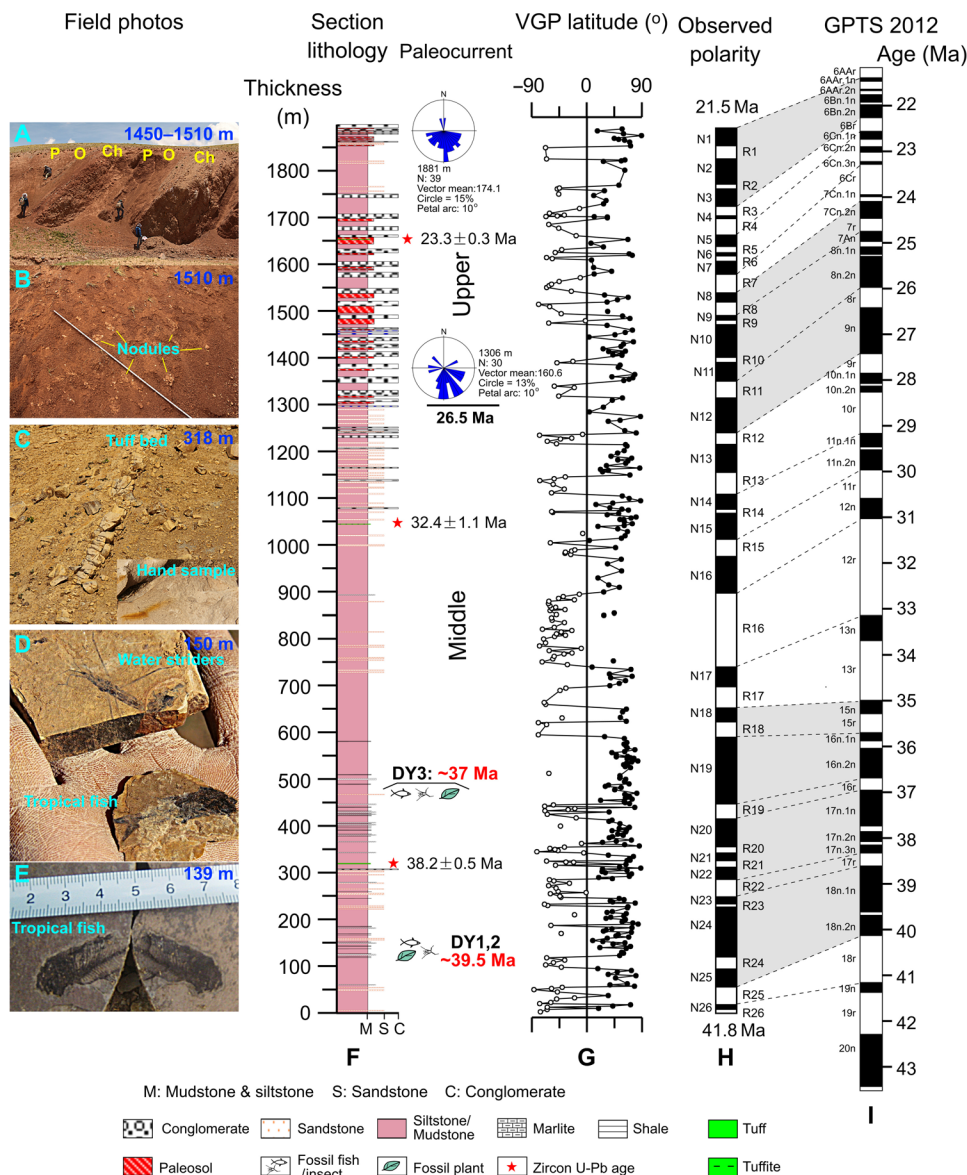 Field photos
Section lithology
Paleocurrent
VGP latitude (o)
Observed polarity
GPTS 2012
Age (Ma)
Thickness (m)
A
1450–1510 m
P O Ch P O Ch
B
1510 m
Nodules
C
Tuff bed
318 m
Hand sample
D
150 m
Water striders
Tropical fish
E
139 m
Tropical fish
2 3 4 5 6 7 8
1800
1700
1600
1500
1400
1300
1200
1100
1000
900
800
700
600
500
400
300
200
100
0
M S C
F
N
1881 m
N: 39
Vector mean:174.1
Circle = 15%
Petal arc: 10°
23.3 ± 0.3 Ma
Upper
N
1306 m
N: 30
Vector mean:160.6
Circle = 13%
Petal arc: 10°
26.5 Ma
32.4 ± 1.1 Ma
Middle
DY3: ~37 Ma
38.2 ± 0.5 Ma
DY1,2
~39.5 Ma
−90 0 90
G
21.5 Ma
N1
R1
N2
R2
N3
R3
N4
R4
N5
R5
N6
R6
N7
R7
N8
R8
N9
R9
N10
R10
N11
R11
N12
R12
N13
R13
N14
R14
N15
R15
N16
R16
N17
R17
N18
R18
N19
R19
N20
R20
N21
R21
N22
R22
N23
R23
N24
R24
N25
R25
N26
R26
41.8 Ma
H
6AAr
6AAr.1n
6AAr.2n
6Bn.1n
6Bn.2n
6Br
6Cn.1n
6Cn.2n
6Cn.3n
6Cr
7Cn.1n
7Cn.2n
7r
7An
8n.1n
8n.2n
8r
9n
9r
10n.1n
10n.2n
10r
11n.1n
11n.2n
11r
12n
12r
13n
13r
15n
15r
16n.1n
16n.2n
16r
17n.1n
17n.2n
17n.3n
17r
18n.1n
18n.2n
18r
19n
19r
20n
22
23
24
25
26
27
28
29
30
31
32
33
34
35
36
37
38
39
40
41
42
43
I
M: Mudstone & siltstone S: Sandstone C: Conglomerate
Conglomerate
Sandstone
Siltstone/ Mudstone
Marlite
Shale
Tuff
Paleosol
Fossil fish /insect
Fossil plant
Zircon U-Pb age
Tuffite